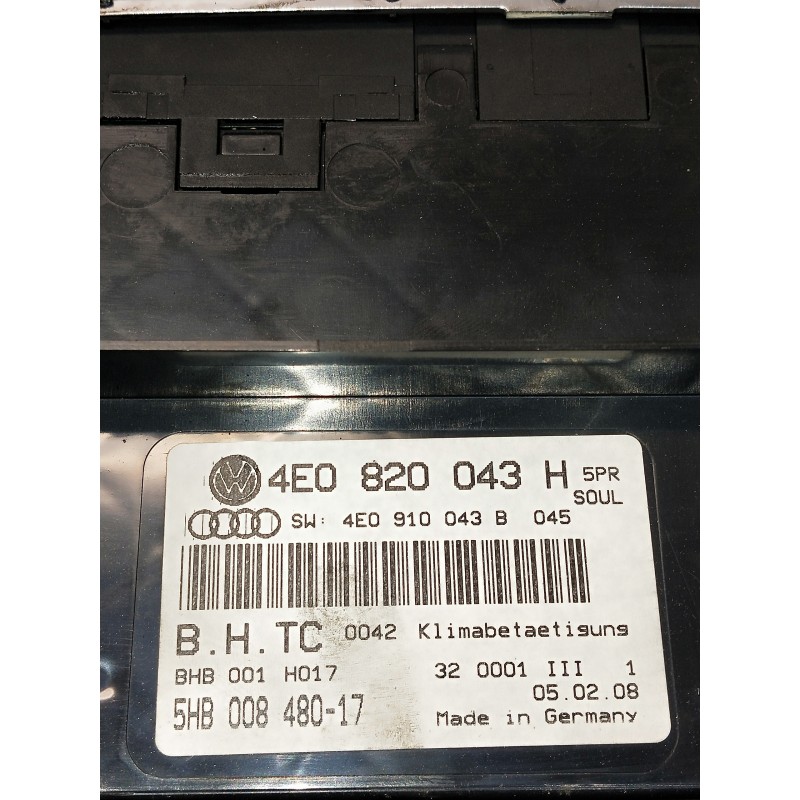 4E0 820 043 H 5PR
SOUL
SW: 4E0 910 043 B 045
B.H.TC 0042 Klimabetaetigung
BHB 001 H017 32 0001 III 1
05.02.08
5HB 008 480-17 Made in Germany